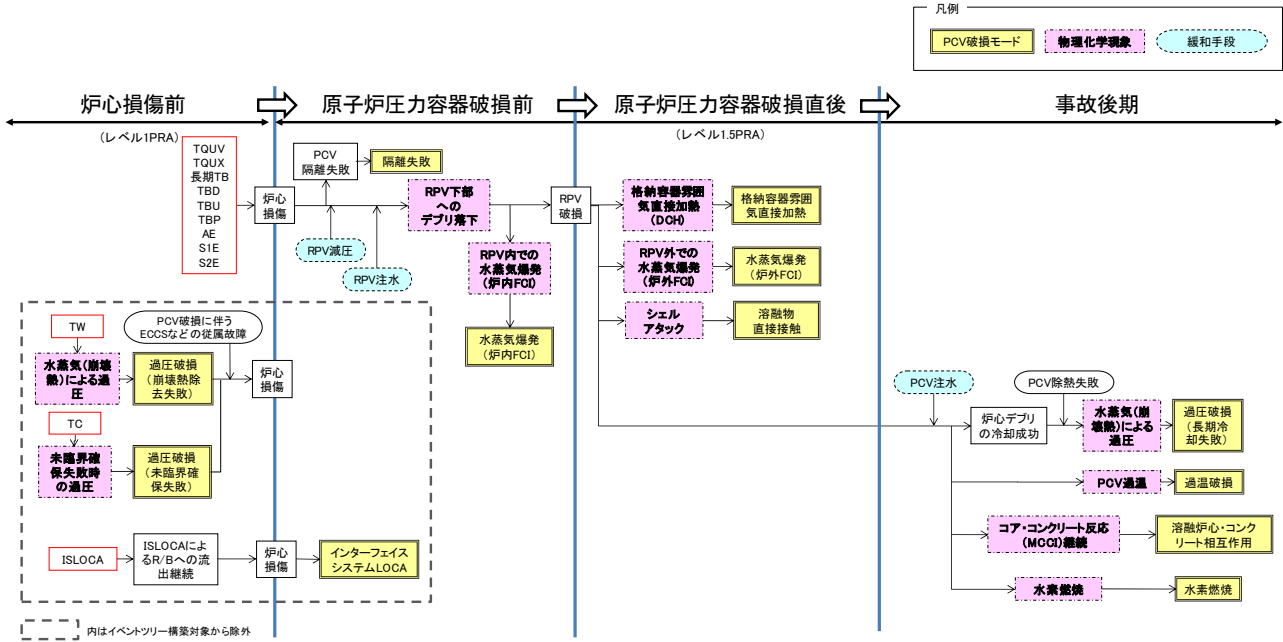 凡例
PCV破損モード
物理化学現象
緩和手段
炉心損傷前
原子炉圧力容器破損前
原子炉圧力容器破損直後
事故後期
(レベル1PRA)
(レベル1.5PRA)
TQUV
TQUX
長期TB
TBD
TBU
TBP
AE
S1E
S2E
炉心
損傷
PCV
隔離失敗
隔離失敗
RPV減圧
RPV注水
RPV下部
への
デブリ落下
RPV内での
水蒸気爆発
(炉内FCI)
水蒸気爆発
(炉内FCI)
RPV
破損
格納容器雰囲
気直接加熱
(DCH)
格納容器雰囲
気直接加熱
RPV外での
水蒸気爆発
(炉外FCI)
水蒸気爆発
(炉外FCI)
シェル
アタック
溶融物
直接接触
TW
PCV破損に伴う
ECCSなどの従属故障
水蒸気(崩壊
熱)による過
圧
過圧破損
(崩壊熱除
去失敗)
炉心
損傷
TC
未臨界確
保失敗時
の過圧
過圧破損
(未臨界確
保失敗)
ISLOCA
ISLOCAによ
るR/Bへの流
出継続
炉心
損傷
インターフェイス
システムLOCA
PCV注水
PCV除熱失敗
炉心デブリ
の冷却成功
水蒸気(崩
壊熱)による
過圧
過圧破損
(長期冷
却失敗)
PCV過温
過温破損
コア・コンクリート反応
(MCCI)継続
溶融炉心・コンク
リート相互作用
水素燃焼
水素燃焼
内はイベントツリー構築対象から除外